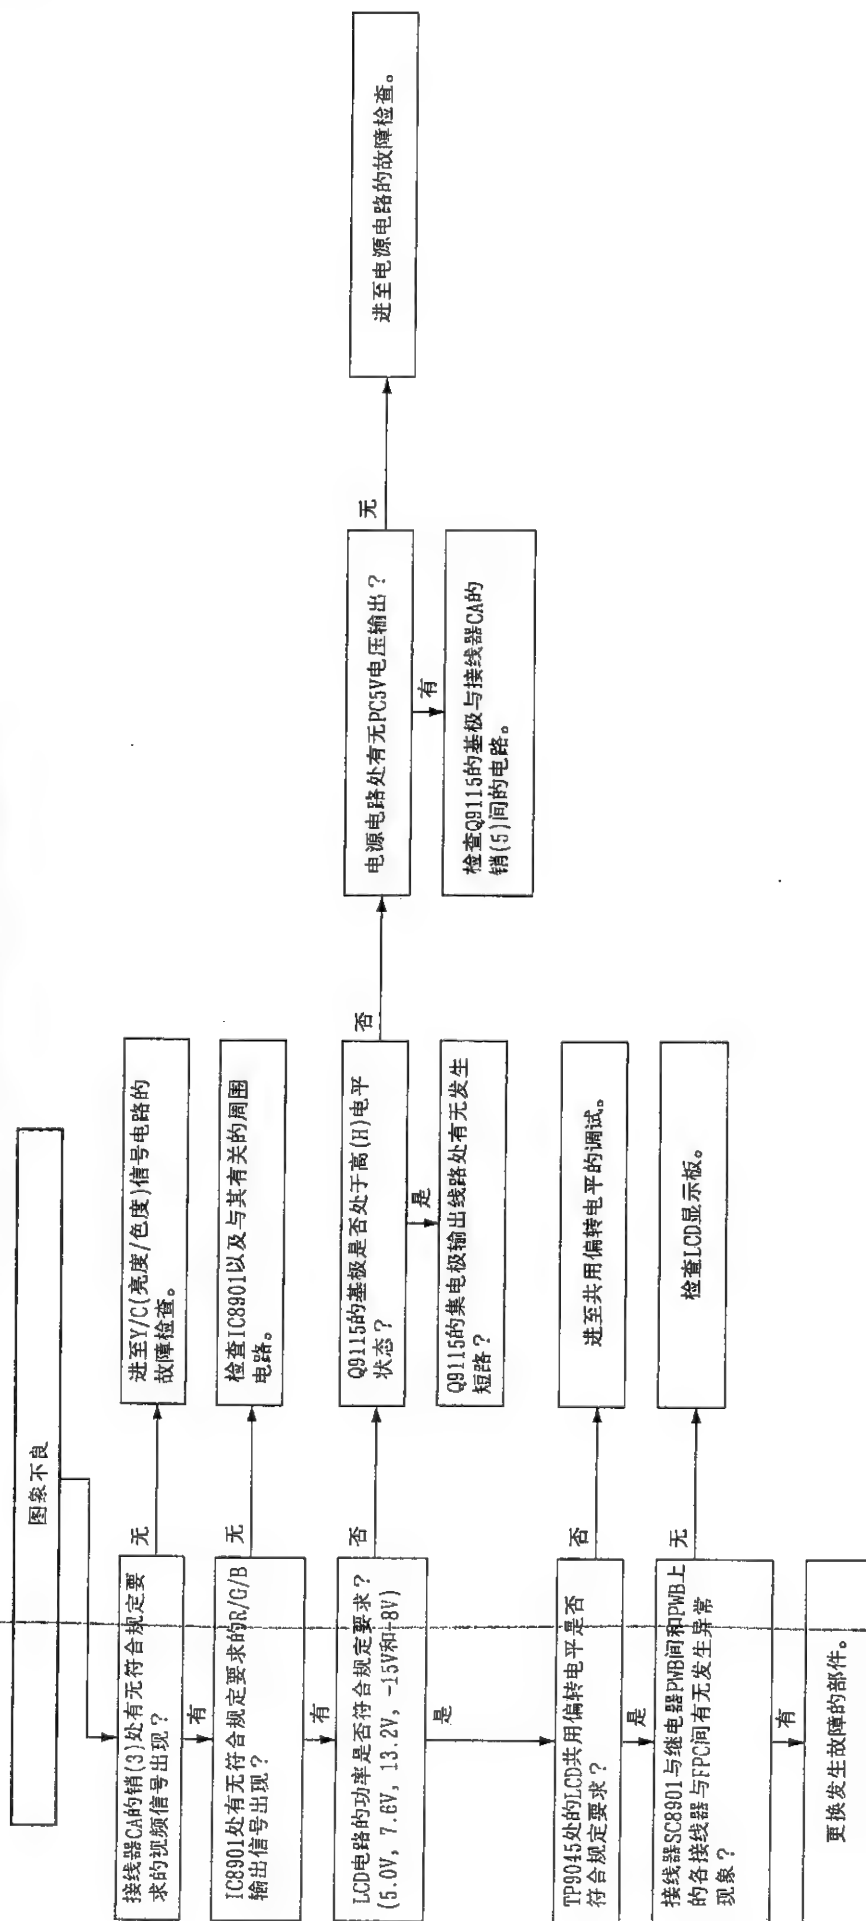 图象不良
接线器CA的销(3)处有无符合规定要
求的视频信号出现？
无
进至Y/C(亮度/色度)信号电路的
故障检查。
有
IC8901处有无符合规定要求的R/G/B
输出信号出现？
无
检查IC8901以及与其有关的周围
电路。
有
LCD电路的功率是否符合规定要求？
(5.0V, 7.6V, 13.2V, -15V和-8V)
否
Q9115的基极是否处于高(H)电平
状态？
否
电源电路处有无PC5V电压输出？
无
进至电源电路的故障检查。
有
检查Q9115的基极与接线器CA的
销(5)间的电路。
是
Q9115的集电极输出线路处有无发生
短路？
是
TP9045处的LCD共用偏转电平是否
符合规定要求？
否
进至共用偏转电平的调试。
是
接线器SC8901与继电器PWB间和PWB上
的各接线器与FPC间有无发生异常
现象？
无
检查LCD显示板。
有
更换发生故障的部件。